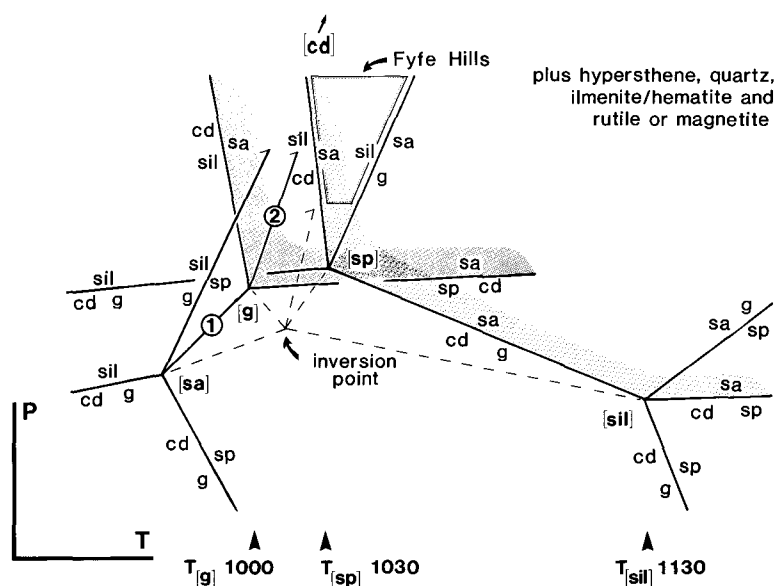 [cd]
Fyfe Hills
plus hypersthene, quartz,
ilmenite/hematite and
rutile or magnetite
cd
sil
sa
sil
cd
sa
sil
sa
g
2
sil
g
sp
sil
cd g
1
[g]
[sp]
sa
sp cd
sa
cd
g
inversion
point
[sa]
sil
cd g
cd
sp
g
[sil]
sa
g
sp
sa
cd sp
cd
sp
g
P
T
T[g] 1000
T[sp] 1030
T[sil] 1130